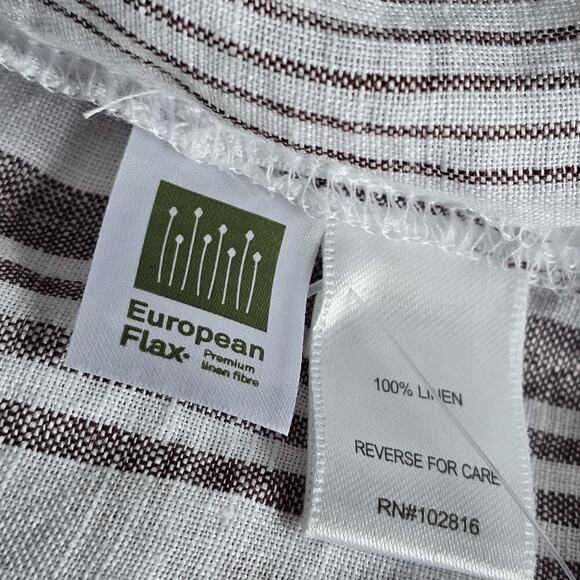 European
Flax®
Premium
linen fibre
100% LINEN
REVERSE FOR CARE
RN#102816